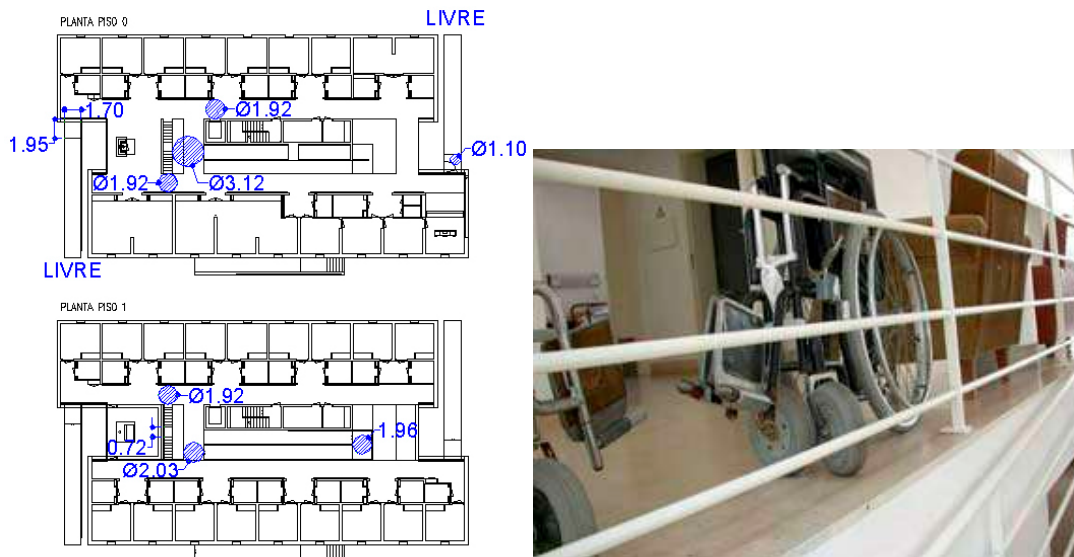 LIVRE
PLANTA PISO 0
1.70
Ø1.92
1.95
Ø1.10
Ø1.92
Ø3.12
LIVRE
PLANTA PISO 1
Ø1.92
1.96
0.72
Ø2.03